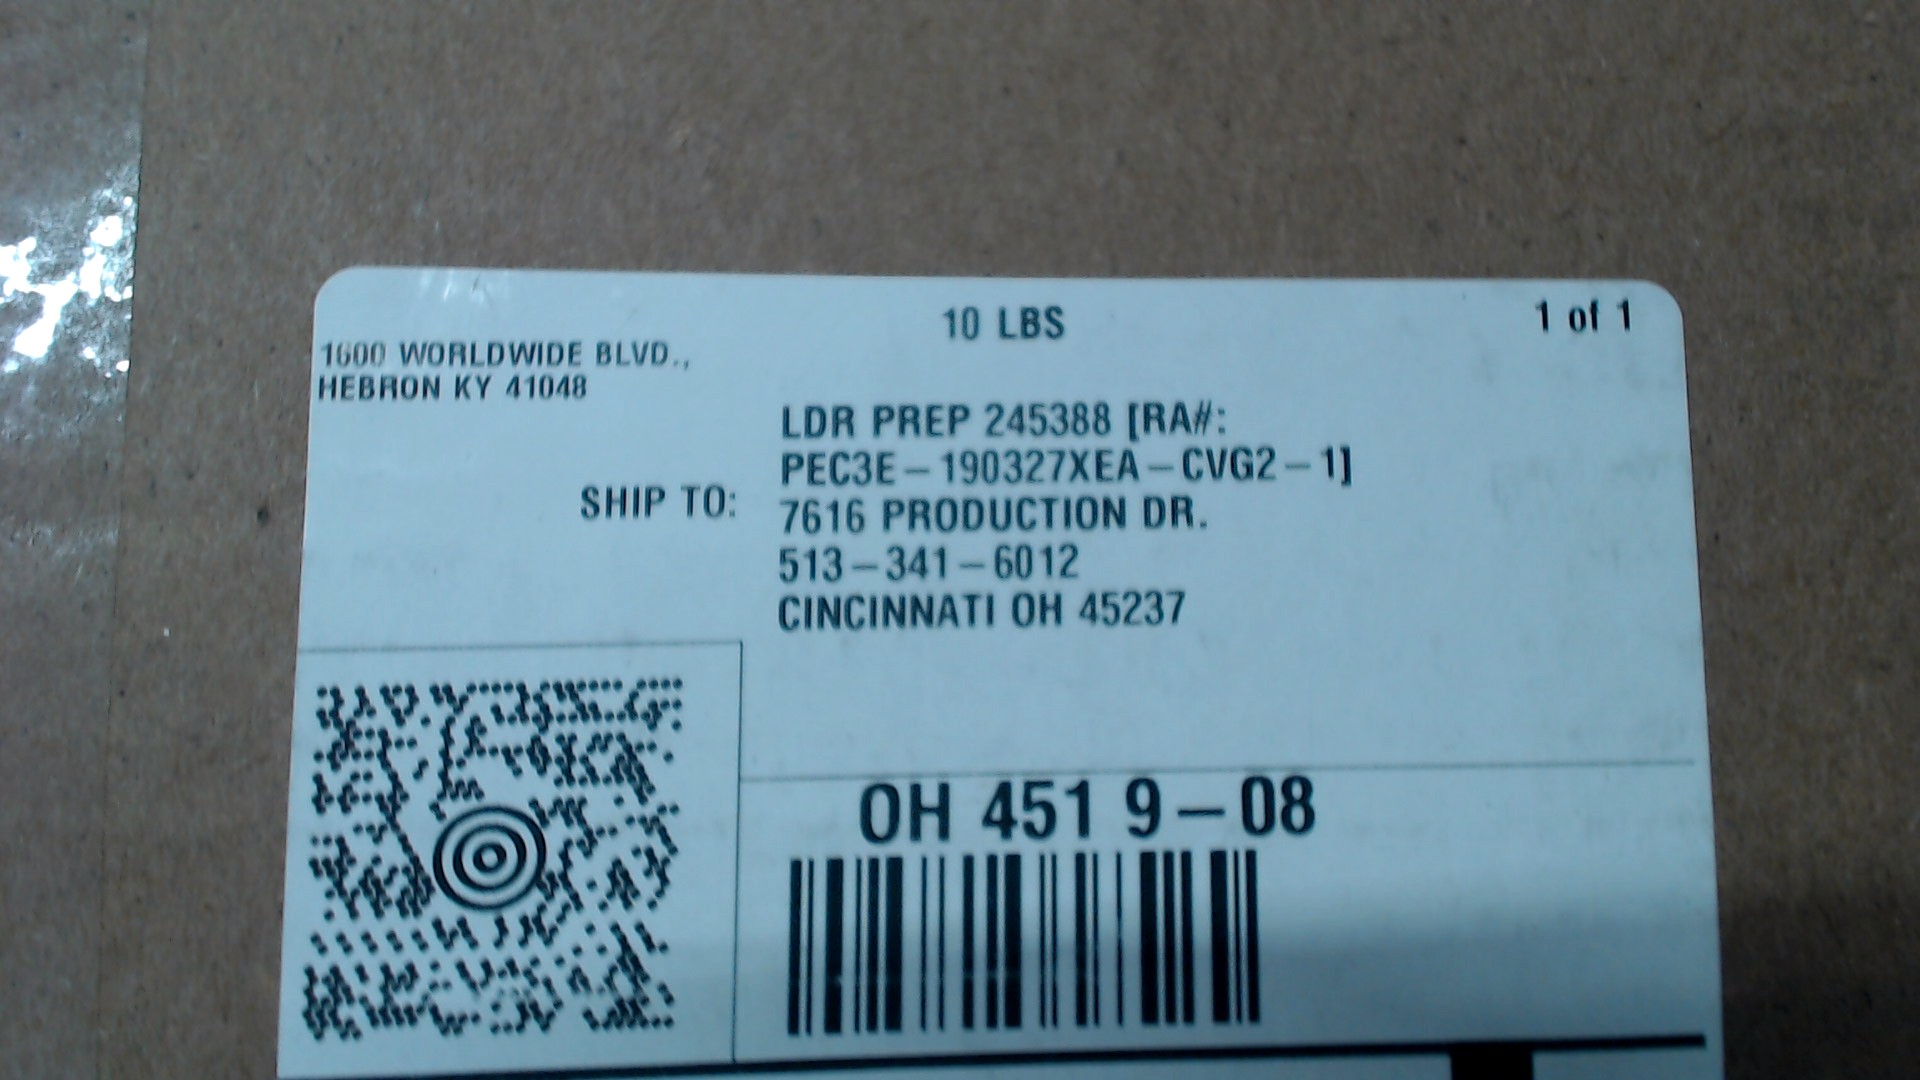 10 LBS
1 of 1
1600 WORLDWIDE BLVD.,
HEBRON KY 41048
LDR PREP 245388 [RA#:
PEC3E-190327XEA-CVG2-1]
SHIP TO:
7616 PRODUCTION DR.
513-341-6012
CINCINNATI OH 45237
OH 451 9-08